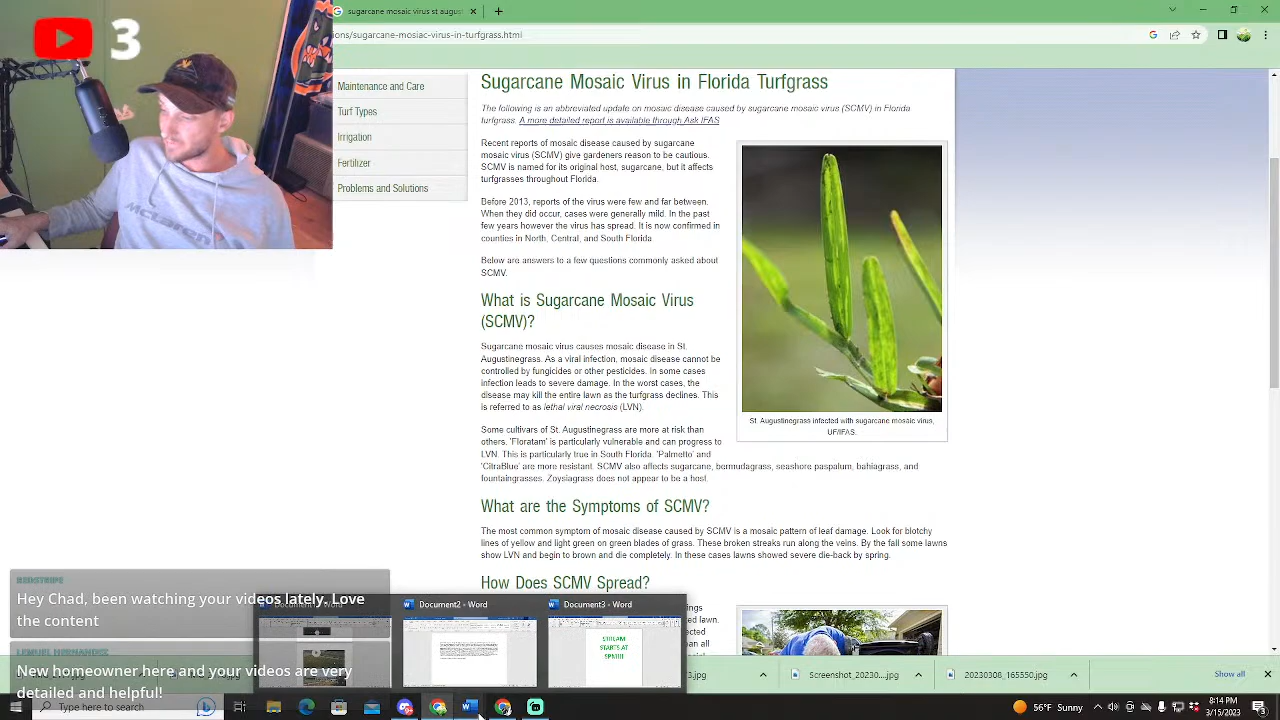 3
sugarcane mosaic virus st august
ions/sugarcane-mosaic-virus-in-turfgrass.html
Maintenance and Care
Turf Types
Irrigation
Fertilizer
Problems and Solutions
McLaren
Sugarcane Mosaic Virus in Florida Turfgrass
The following is an abbreviated update on mosaic disease caused by sugarcane mosaic virus (SCMV) in Florida
turfgrass. A more detailed report is available through Ask IFAS
Recent reports of mosaic disease caused by sugarcane
mosaic virus (SCMV) give gardeners reason to be cautious.
SCMV is named for its original host, sugarcane, but it affects
turfgrasses throughout Florida.
Before 2013, reports of the virus were few and far between.
When they did occur, cases were generally mild. In the past
few years however the virus has spread. It is now confirmed in
counties in North, Central, and South Florida.
Below are answers to a few questions commonly asked about
SCMV.
What is Sugarcane Mosaic Virus
(SCMV)?
Sugarcane mosaic virus causes mosaic disease in St.
Augustinegrass. As a viral infection, mosaic disease cannot be
controlled by fungicides or other pesticides. In some cases
infection leads to severe damage. In the worst cases, the
disease may kill the entire lawn as the turfgrass declines. This
is referred to as lethal viral necrosis (LVN).
St. Augustinegrass infected with sugarcane mosaic virus,
UF/IFAS.
Some cultivars of St. Augustinegrass are more at risk than
others. 'Floratam' is particularly vulnerable and can progress to
LVN. This is particularly true in South Florida. 'Palmetto' and
'CitraBlue' are more resistant. SCMV also affects sugarcane, bermudagrass, seashore paspalum, bahiagrass, and
fountaingrasses. Zoysiagrass does not appear to be a host.
What are the Symptoms of SCMV?
The most common symptom of mosaic disease caused by SCMV is a mosaic pattern of leaf damage. Look for blotchy
lines of yellow and light green on green blades of grass. These broken streaks run along the veins. By the fall some lawns
show LVN and begin to brown and die completely. In these cases lawns showed severe die-back by spring.
How Does SCMV Spread?
Hey Chad, been watching your videos lately. Love
the content
LEMUEL HERNANDEZ
New homeowner here and your videos are very
detailed and helpful!
Document1 - Word
Document2 - Word
Document3 - Word
STREAM
STARTS AT
8PM!!!!
3.jpg
Screenshot_20230...jpg
20230308_165550.jpg
Show all
Type here to search
56°F Sunny
8:14 PM
3/15/2023